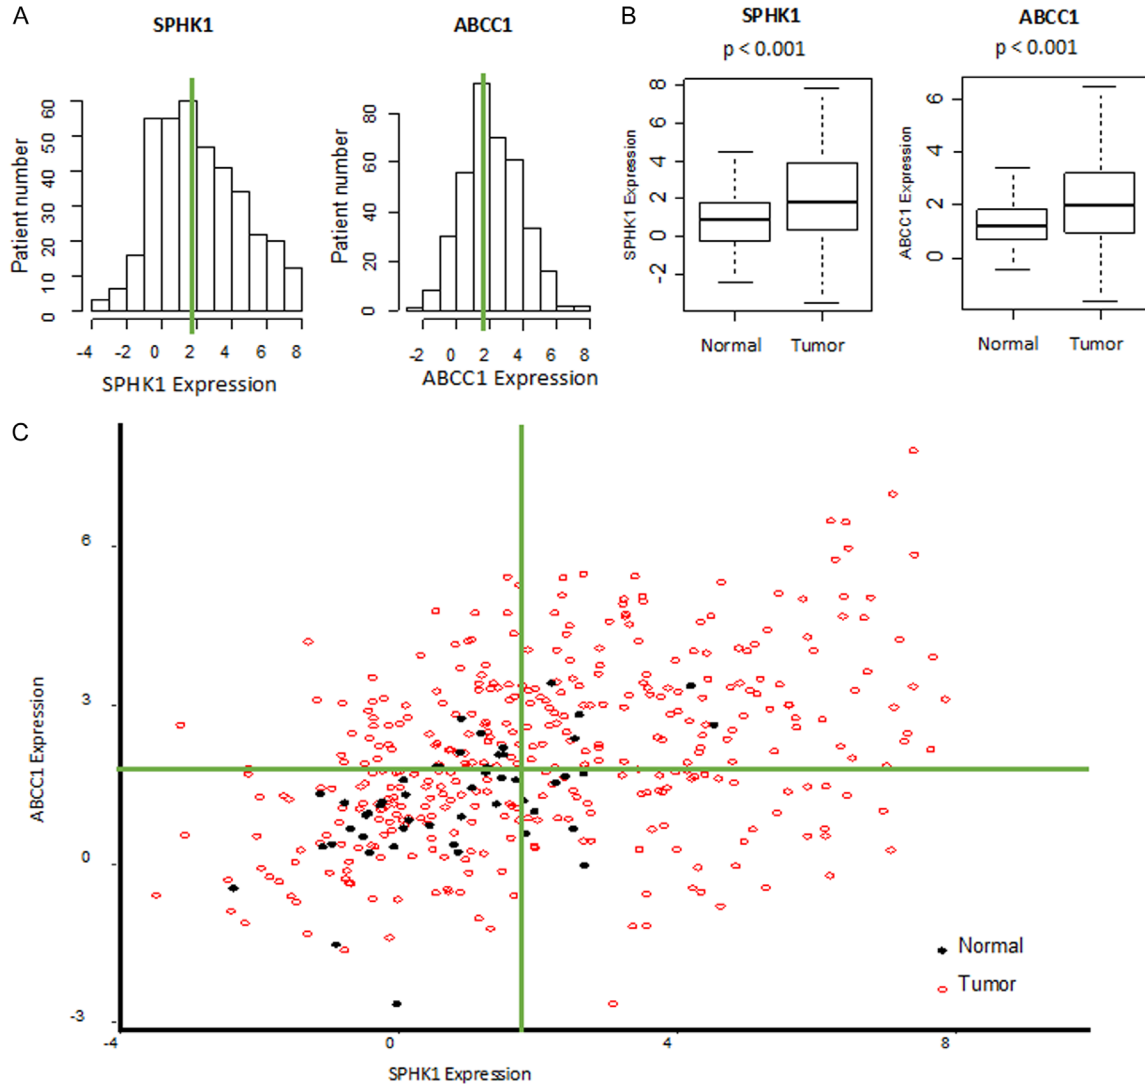 A
SPHK1
ABCC1
Patient number
0 10 20 30 40 50 60
-4 -2 0 2 4 6 8
SPHK1 Expression
Patient number
0 20 40 60 80
-2 0 2 4 6 8
ABCC1 Expression
B
SPHK1
p < 0.001
SPHK1 Expression
8
6
4
2
0
-2
Normal Tumor
ABCC1
p < 0.001
ABCC1 Expression
6
4
2
0
Normal Tumor
C
ABCC1 Expression
6
3
0
-3
-4 0 4 8
SPHK1 Expression
Normal
Tumor